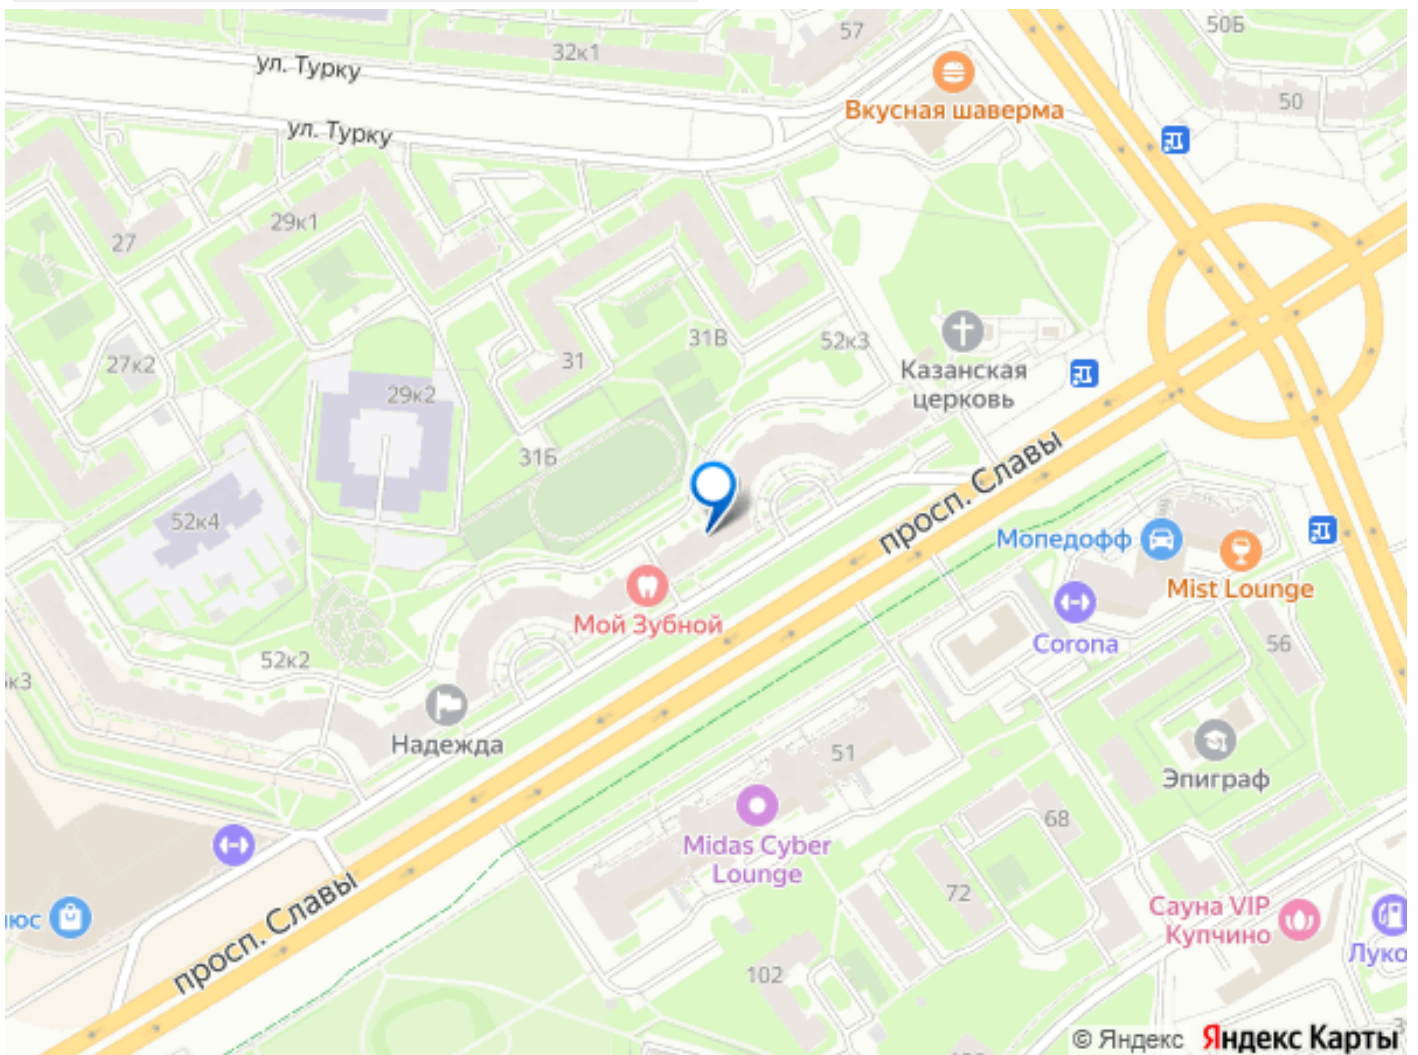 57
50Б
32к1
ул. Турку
50
Вкусная шаверма
ул. Турку
29к1
27
31В
52к3
Казанская
церковь
31
27к2
29к2
31Б
просп. Славы
52к4
Мопедофф
Mist Lounge
Мой Зубной
Corona
56
52к2
к3
Надежда
51
Эпиграф
68
Midas Cyber
Lounge
72
Сауна VIP
Купчино
юс
Луко
просп. Славы
102
© Яндекс Яндекс Карты